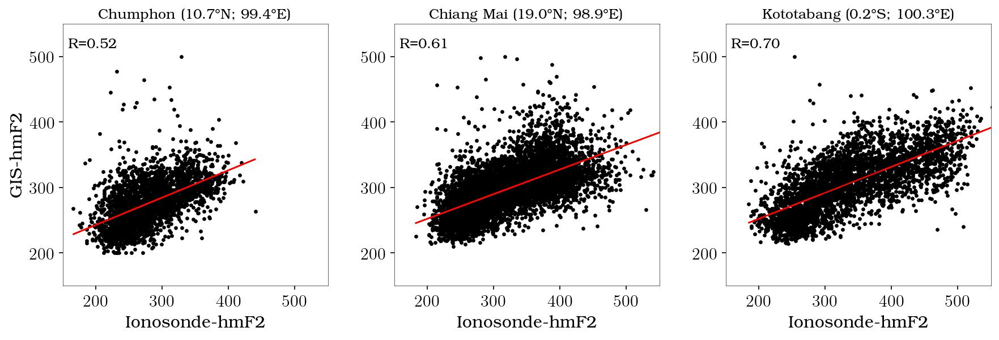 Chumphon (10.7°N; 99.4°E)
R=0.52
500
400
300
200
GIS-hmF2
200 300 400 500
Ionosonde-hmF2
Chiang Mai (19.0°N; 98.9°E)
R=0.61
500
400
300
200
200 300 400 500
Ionosonde-hmF2
Kototabang (0.2°S; 100.3°E)
R=0.70
500
400
300
200
200 300 400 500
Ionosonde-hmF2